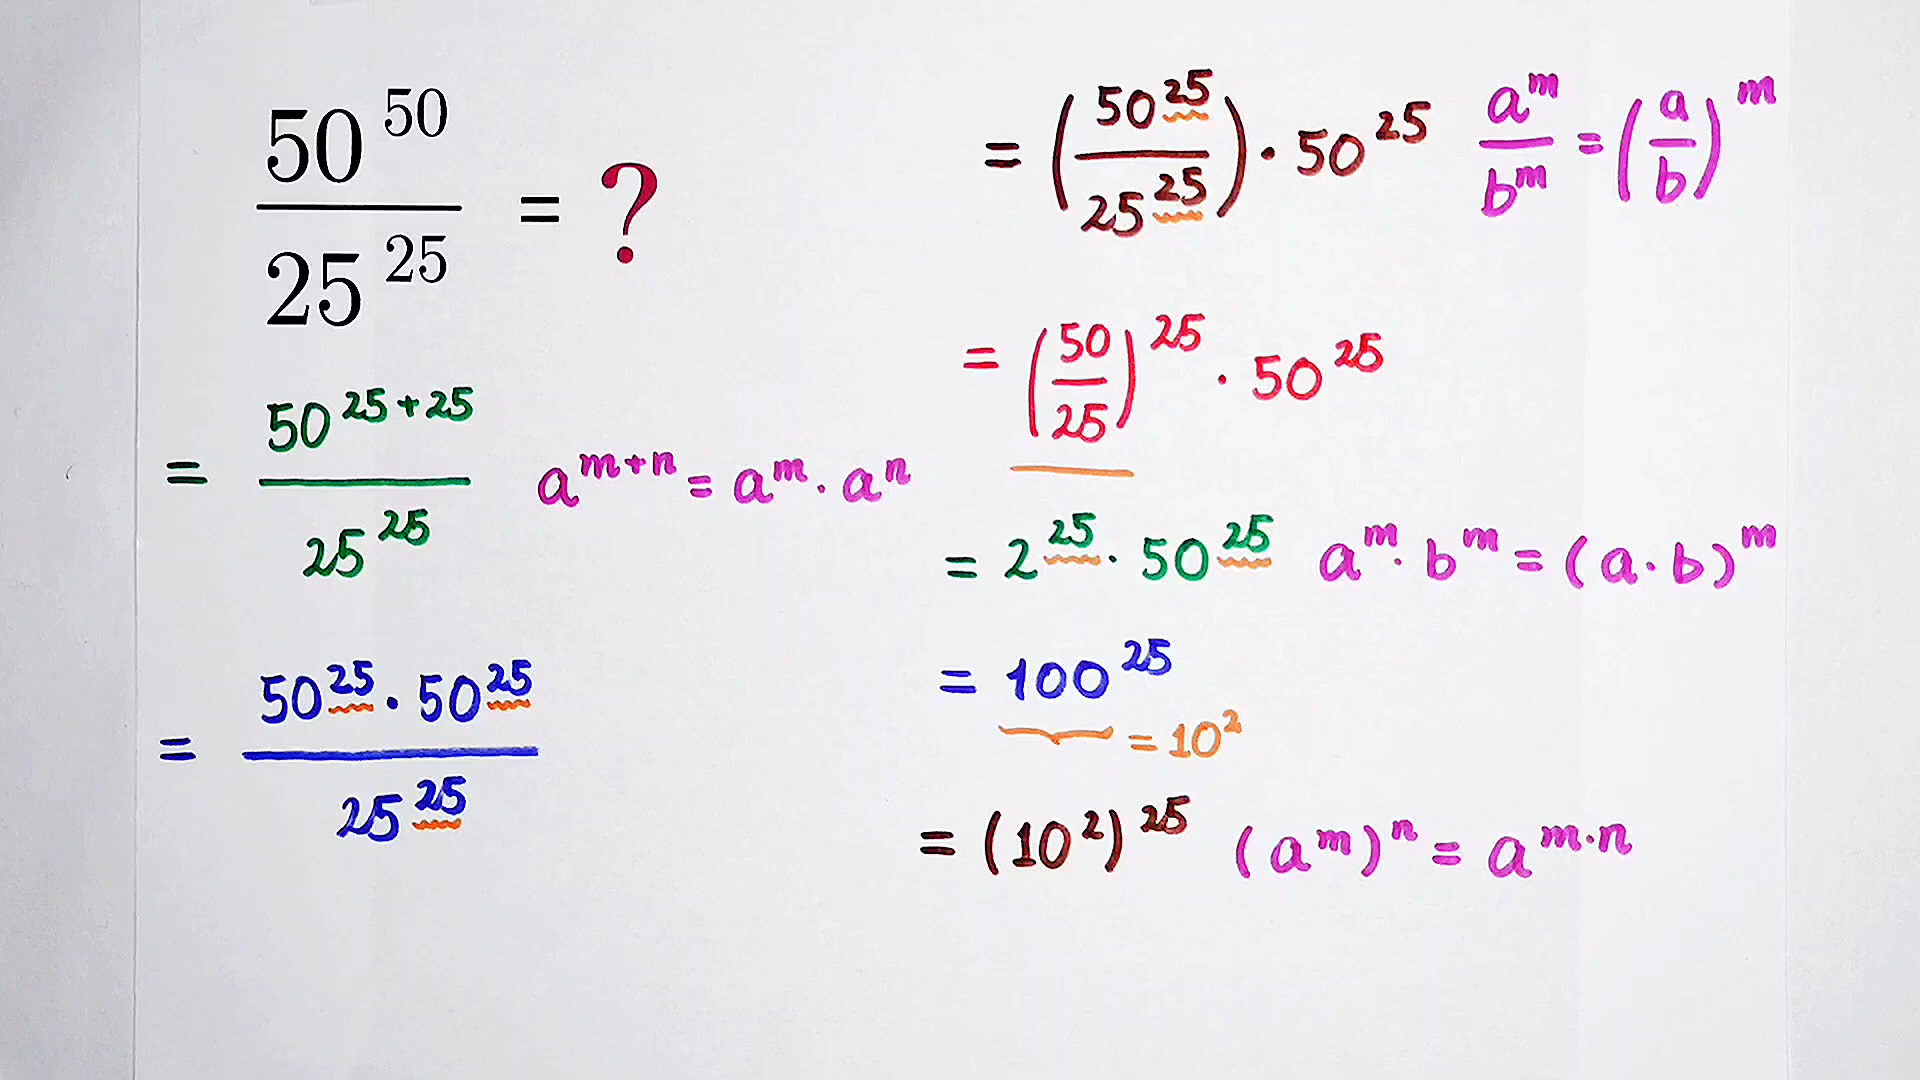 50^50 / 25^25 = ?
= 50^(25+25) / 25^25   a^(m+n) = a^m · a^n
= 50^25 · 50^25 / 25^25
= (50^25 / 25^25) · 50^25   a^m / b^m = (a/b)^m
= (50/25)^25 · 50^25
= 2^25 · 50^25   a^m · b^m = (a · b)^m
= 100^25
= 10^2
= (10^2)^25   (a^m)^n = a^(m·n)